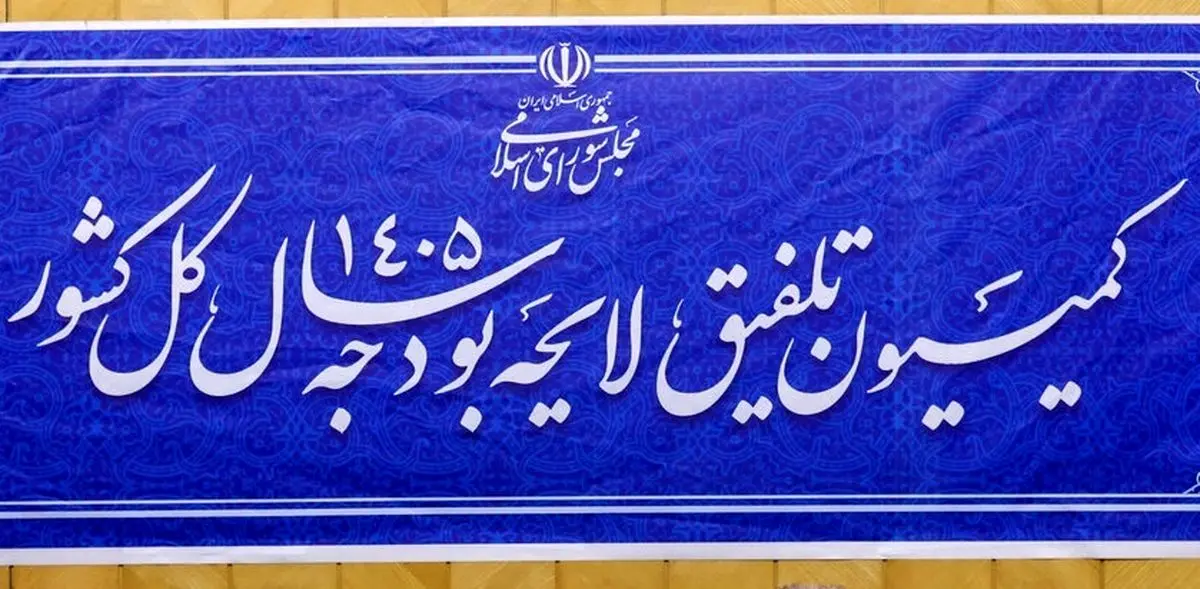 جمهوری اسلامی ایران
مجلس شورای اسلامی
کمیسیون تلفیق لایحه بودجه سال ۱۴۰۵ کل کشور